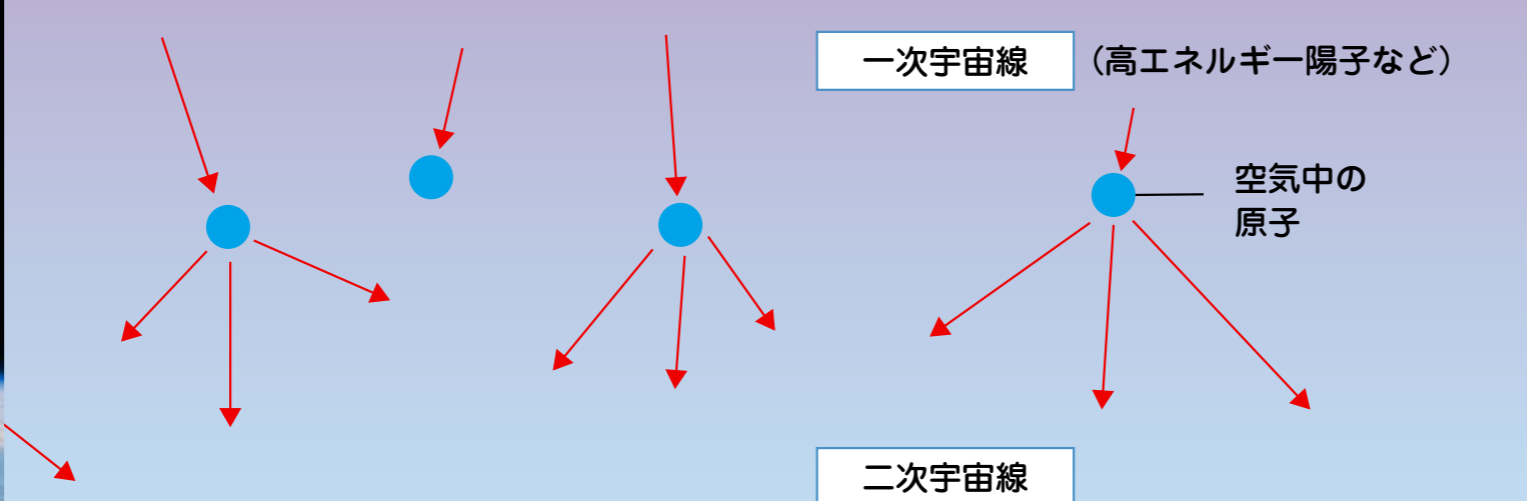 一次宇宙線 （高エネルギー陽子など）
空気中の
原子
二次宇宙線